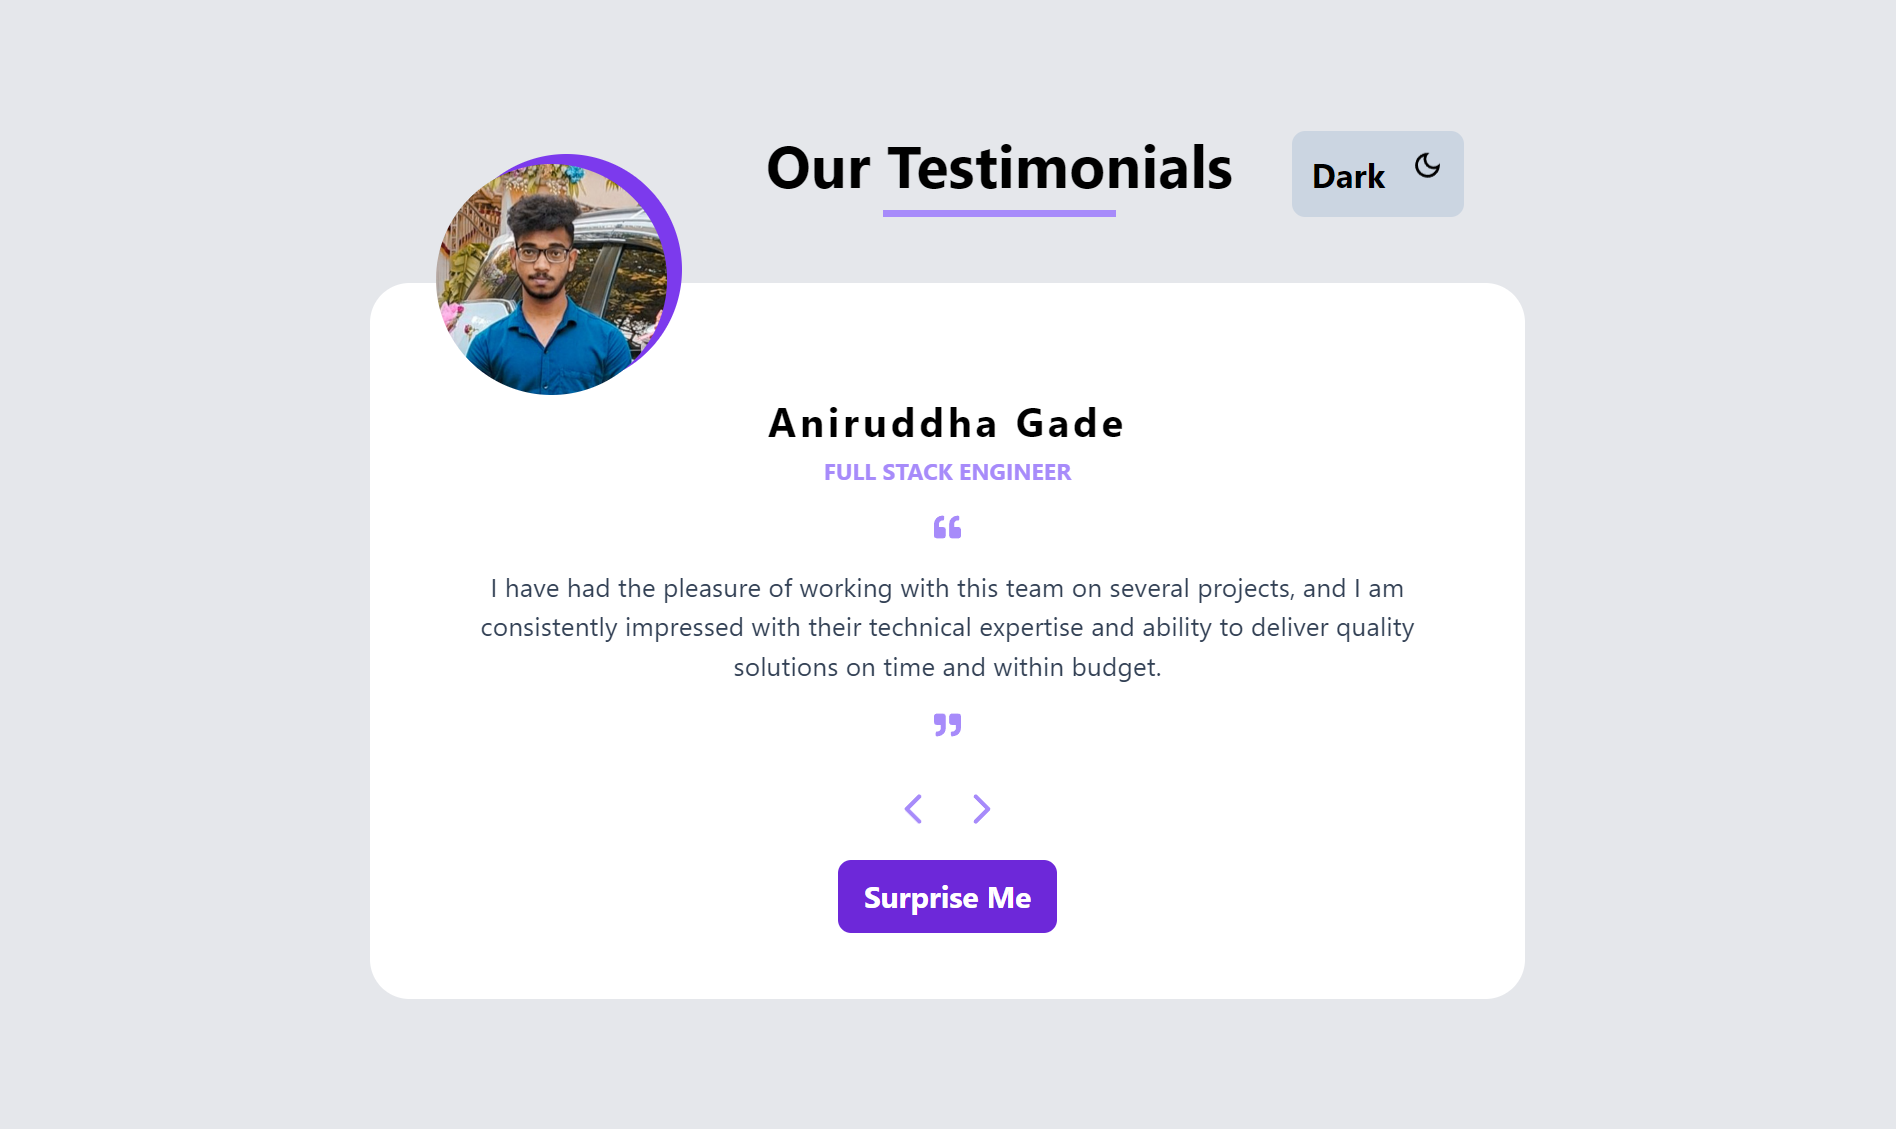 Our Testimonials
Dark
Aniruddha Gade
FULL STACK ENGINEER
“
I have had the pleasure of working with this team on several projects, and I am
consistently impressed with their technical expertise and ability to deliver quality
solutions on time and within budget.
”
Surprise Me